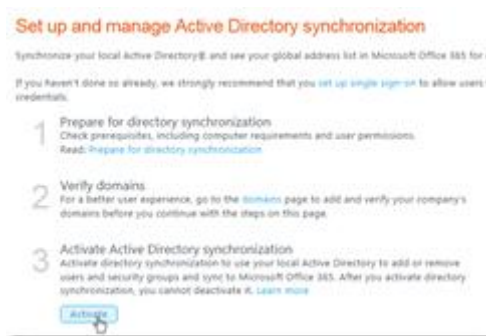 Set up and manage Active Directory synchronization
Synchronize your local Active Directory® and see your global address list in Microsoft Office 365 for
If you haven't done so already, we strongly recommend that you set up single sign-on to allow users
credentials.
1 Prepare for directory synchronization
Check prerequisites, including computer requirements and user permissions.
Read: Prepare for directory synchronization
2 Verify domains
For a better user experience, go to the domains page to add and verify your company's
domains before you continue with the steps on this page.
3 Activate Active Directory synchronization
Activate directory synchronization to use your local Active Directory to add or remove
users and security groups and sync to Microsoft Office 365. After you activate directory
synchronization, you cannot deactivate it. Learn more
Activate